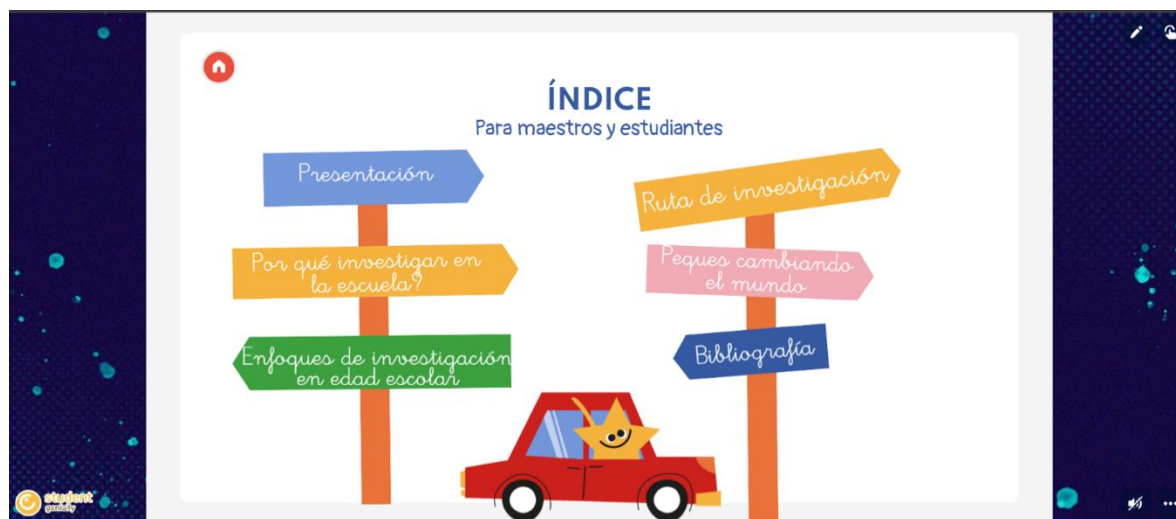 ÍNDICE
Para maestros y estudiantes
Presentación
Por qué investigar en
la escuela?
Enfoques de investigación
en edad escolar
Ruta de investigación
Peques cambiando
el mundo
Bibliografía
student
genially